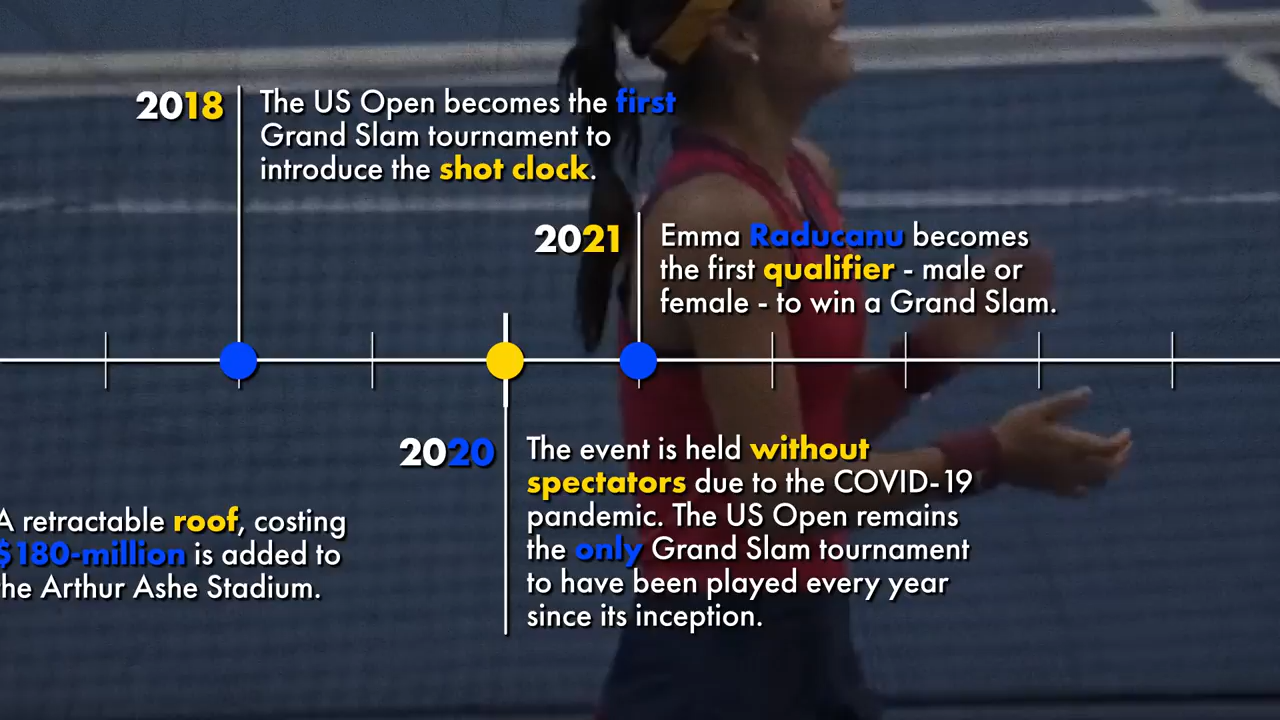 2018
The US Open becomes the first
Grand Slam tournament to
introduce the shot clock.
2021
Emma Raducanu becomes
the first qualifier - male or
female - to win a Grand Slam.
2020
The event is held without
spectators due to the COVID-19
pandemic. The US Open remains
the only Grand Slam tournament
to have been played every year
since its inception.
A retractable roof, costing
$180-million is added to
the Arthur Ashe Stadium.